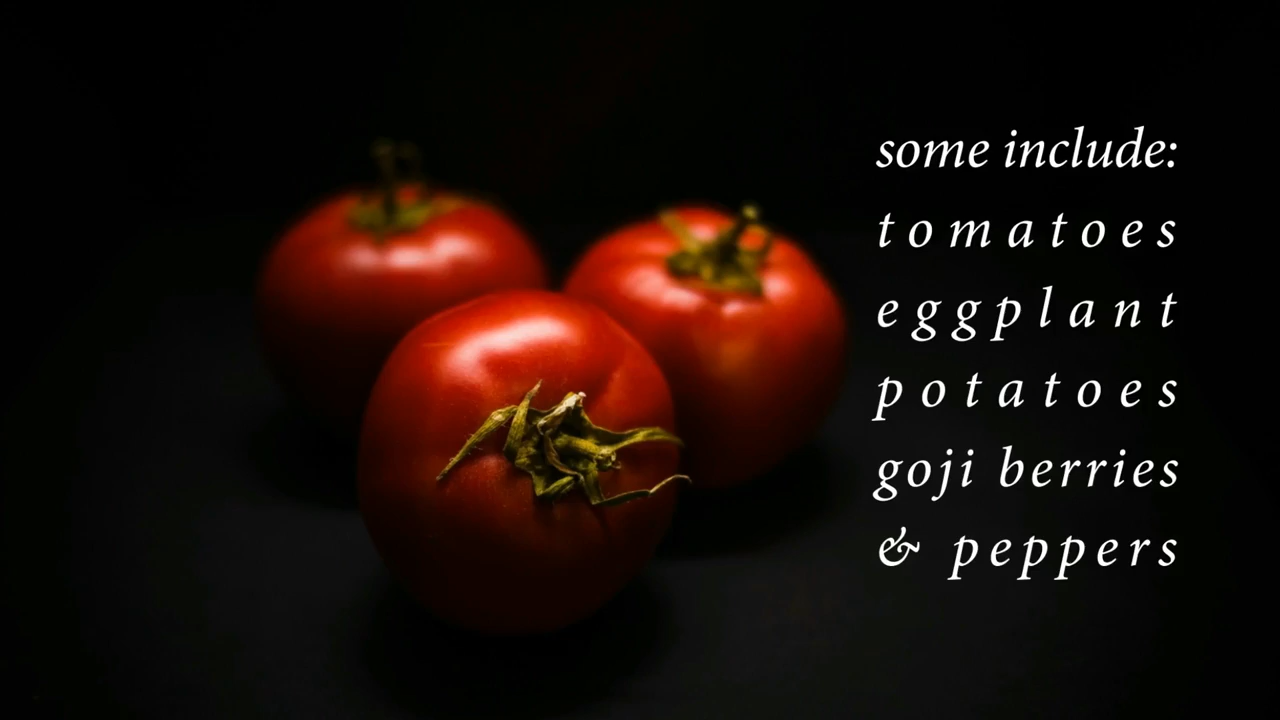 some include:
tomatoes
eggplant
potatoes
goji berries
& peppers